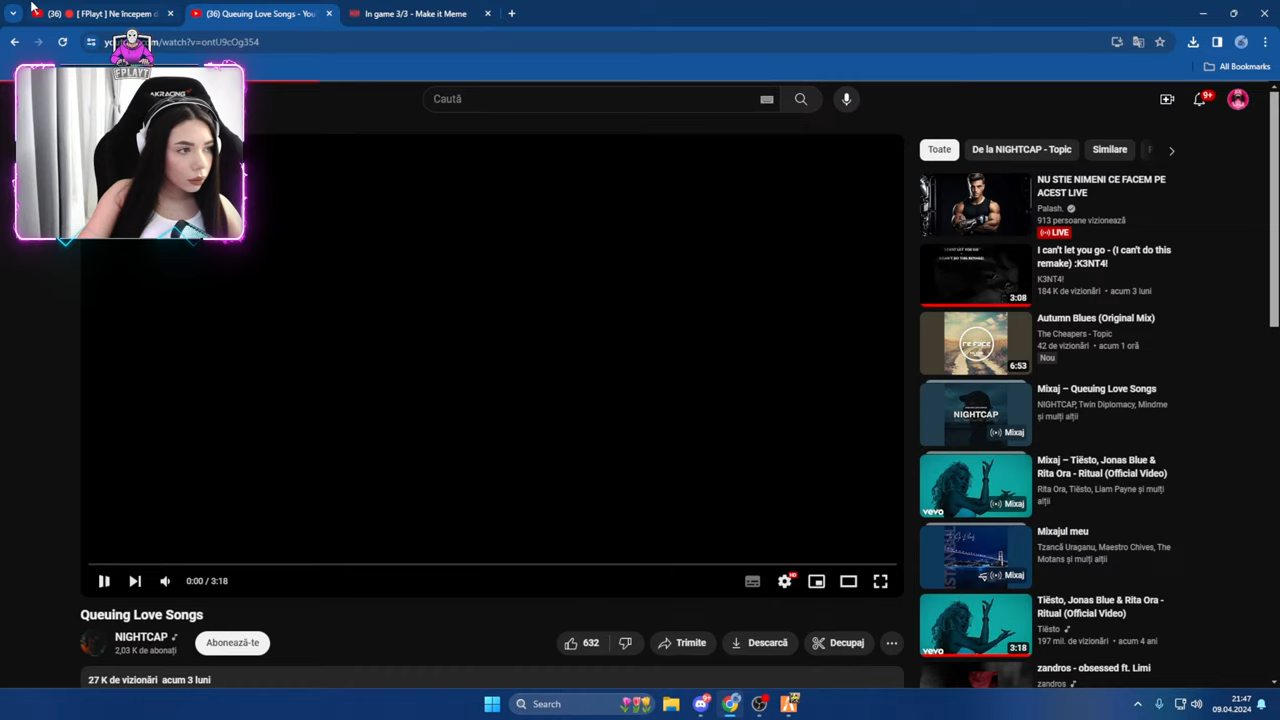 (36) 🔴 [ FPlayt ] Ne începem d
(36) Queuing Love Songs - You
In game 3/3 - Make it Meme
/watch?v=ontU9cOg354
All Bookmarks
FPLAYT
AKRACING
Caută
9+
Toate
De la NIGHTCAP - Topic
Similare
NU STIE NIMENI CE FACEM PE
ACEST LIVE
Palash.
913 persoane vizionează
LIVE
I can't let you go - (I can't do this
remake) :K3NT4!
K3NT4!
184 K de vizionări • acum 3 luni
3:08
Autumn Blues (Original Mix)
The Cheapers - Topic
42 de vizionări • acum 1 oră
Nou
6:53
Mixaj – Queuing Love Songs
NIGHTCAP, Twin Diplomacy, Mindme
și mulți alții
NIGHTCAP
Mixaj
Mixaj – Tiësto, Jonas Blue &
Rita Ora - Ritual (Official Video)
Rita Ora, Tiësto, Liam Payne și mulți
alții
vevo
Mixaj
Mixajul meu
Tzancă Uraganu, Maestro Chives, The
Motans și mulți alții
Mixaj
Tiësto, Jonas Blue & Rita Ora -
Ritual (Official Video)
Tiësto
197 mil. de vizionări • acum 4 ani
vevo
3:18
zandros - obsessed ft. Limi
zandros
0:00 / 3:18
HD
Queuing Love Songs
NIGHTCAP
2,03 K de abonați
Abonează-te
632
Trimite
Descarcă
Decupaj
27 K de vizionări acum 3 luni
Search
21:47
09.04.2024